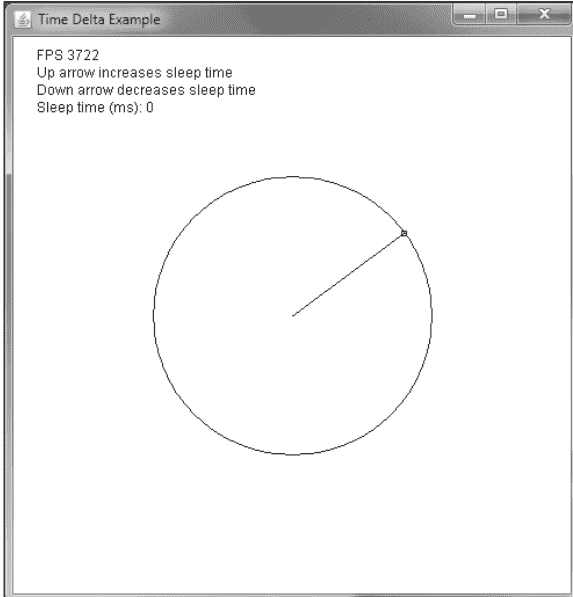 Time Delta Example
FPS 3722
Up arrow increases sleep time
Down arrow decreases sleep time
Sleep time (ms): 0